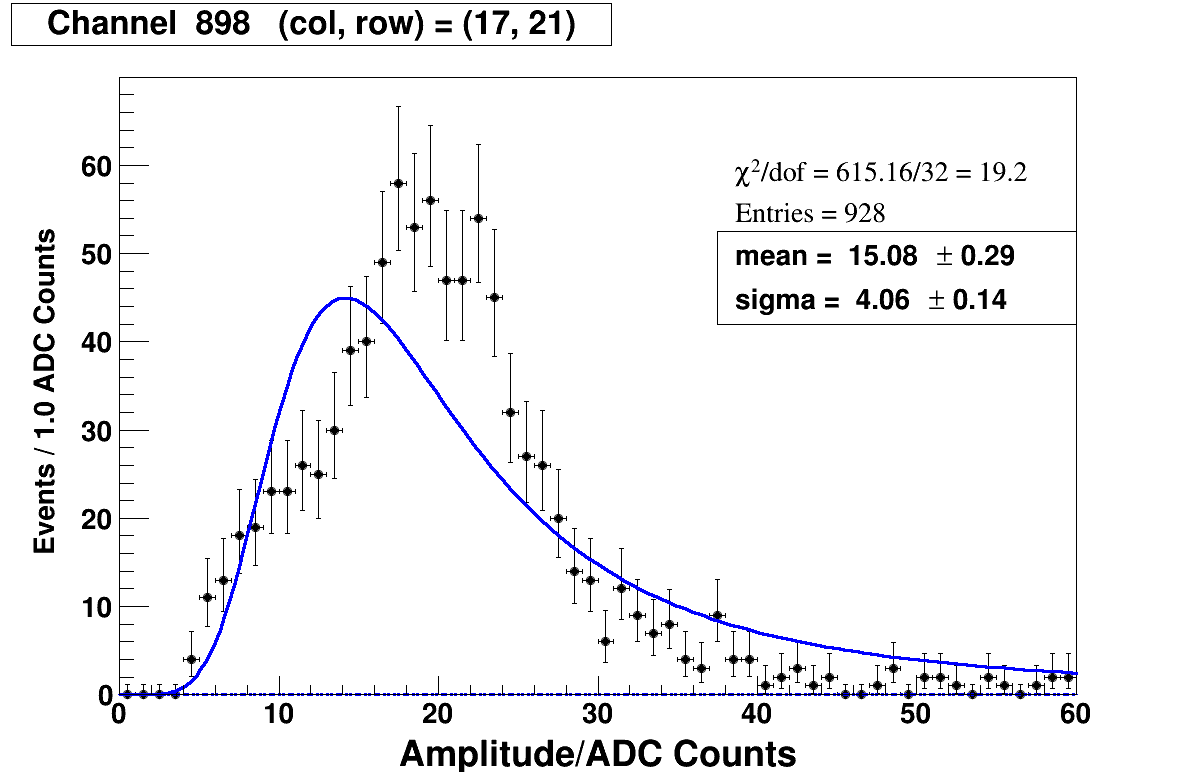 Channel 898 (col, row) = (17, 21)
χ²/dof = 615.16/32 = 19.2
Entries = 928
mean = 15.08 ± 0.29
sigma = 4.06 ± 0.14
Events / 1.0 ADC Counts
60
50
40
30
20
10
0
0 10 20 30 40 50 60
Amplitude/ADC Counts